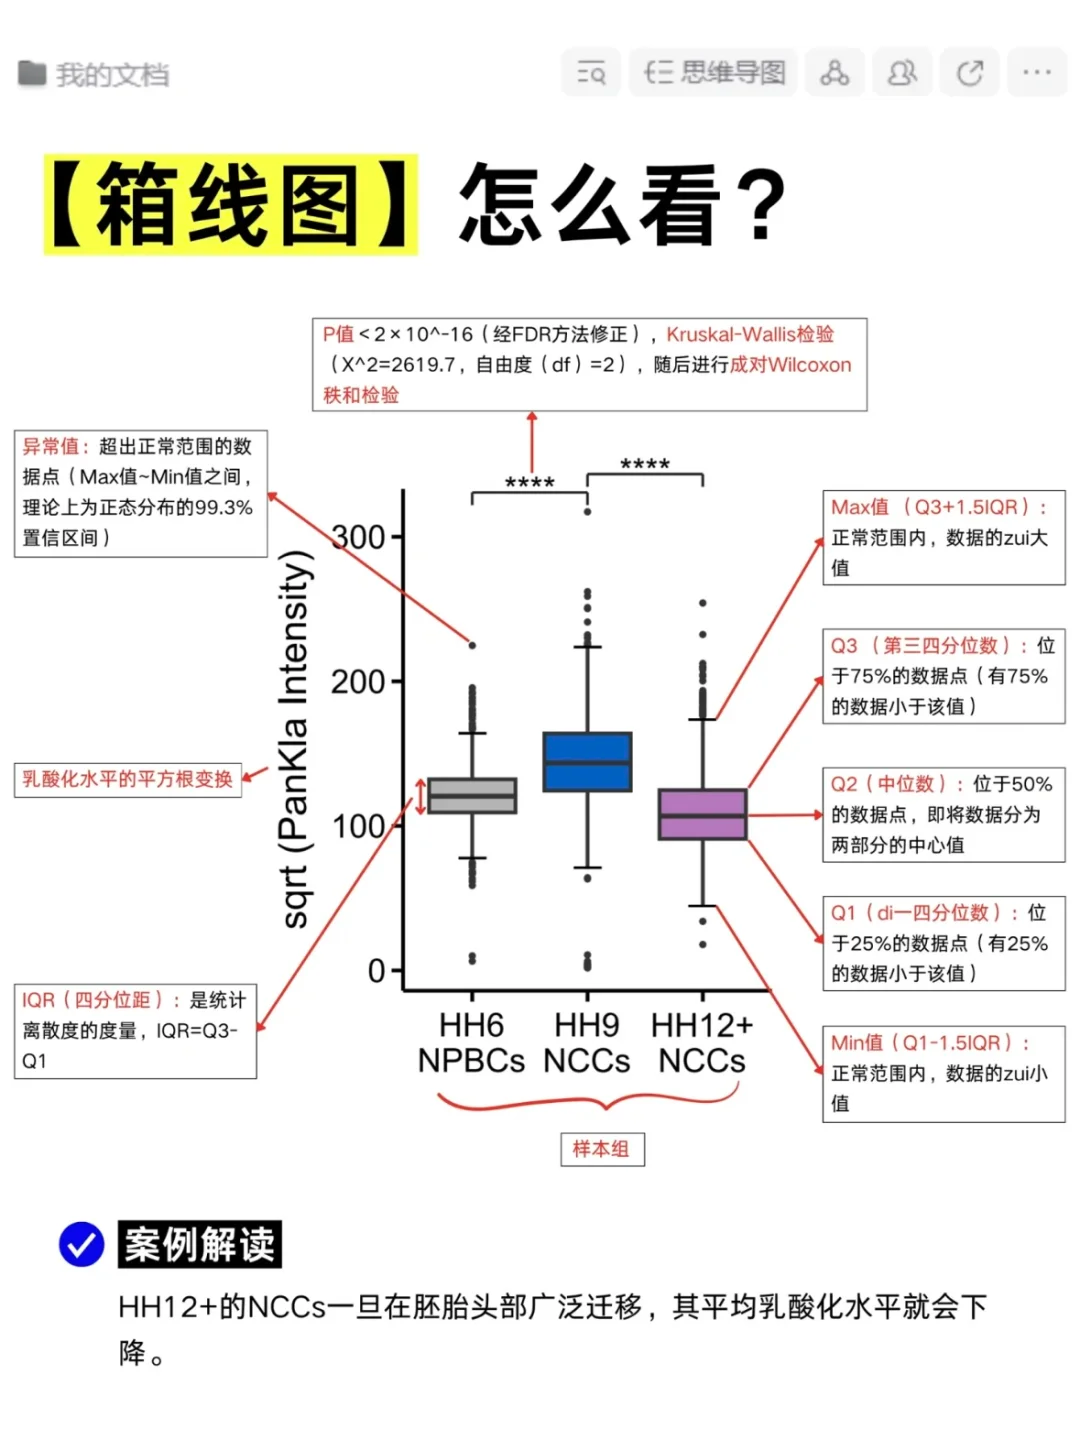 我的文档
思维导图
【箱线图】 怎么看?
P值<2×10^-16（经FDR方法修正），Kruskal-Wallis检验
（X^2=2619.7，自由度（df）=2），随后进行成对Wilcoxon
秩和检验
异常值：超出正常范围的数
据点（Max值~Min值之间，
理论上为正态分布的99.3%
置信区间）
****
****
Max值 （Q3+1.5IQR）：
正常范围内，数据的zui大
值
Q3 （第三四分位数）：位
于75%的数据点（有75%
的数据小于该值）
乳酸化水平的平方根变换
Q2（中位数）：位于50%
的数据点，即将数据分为
两部分的中心值
Q1（di一四分位数）：位
于25%的数据点（有25%
的数据小于该值）
IQR（四分位距）：是统计
离散度的度量，IQR=Q3-
Q1
Min值（Q1-1.5IQR）：
正常范围内，数据的zui小
值
sqrt (PanKla Intensity)
300
200
100
0
HH6 HH9 HH12+
NPBCs NCCs NCCs
样本组
案例解读
HH12+的NCCs一旦在胚胎头部广泛迁移，其平均乳酸化水平就会下
降。